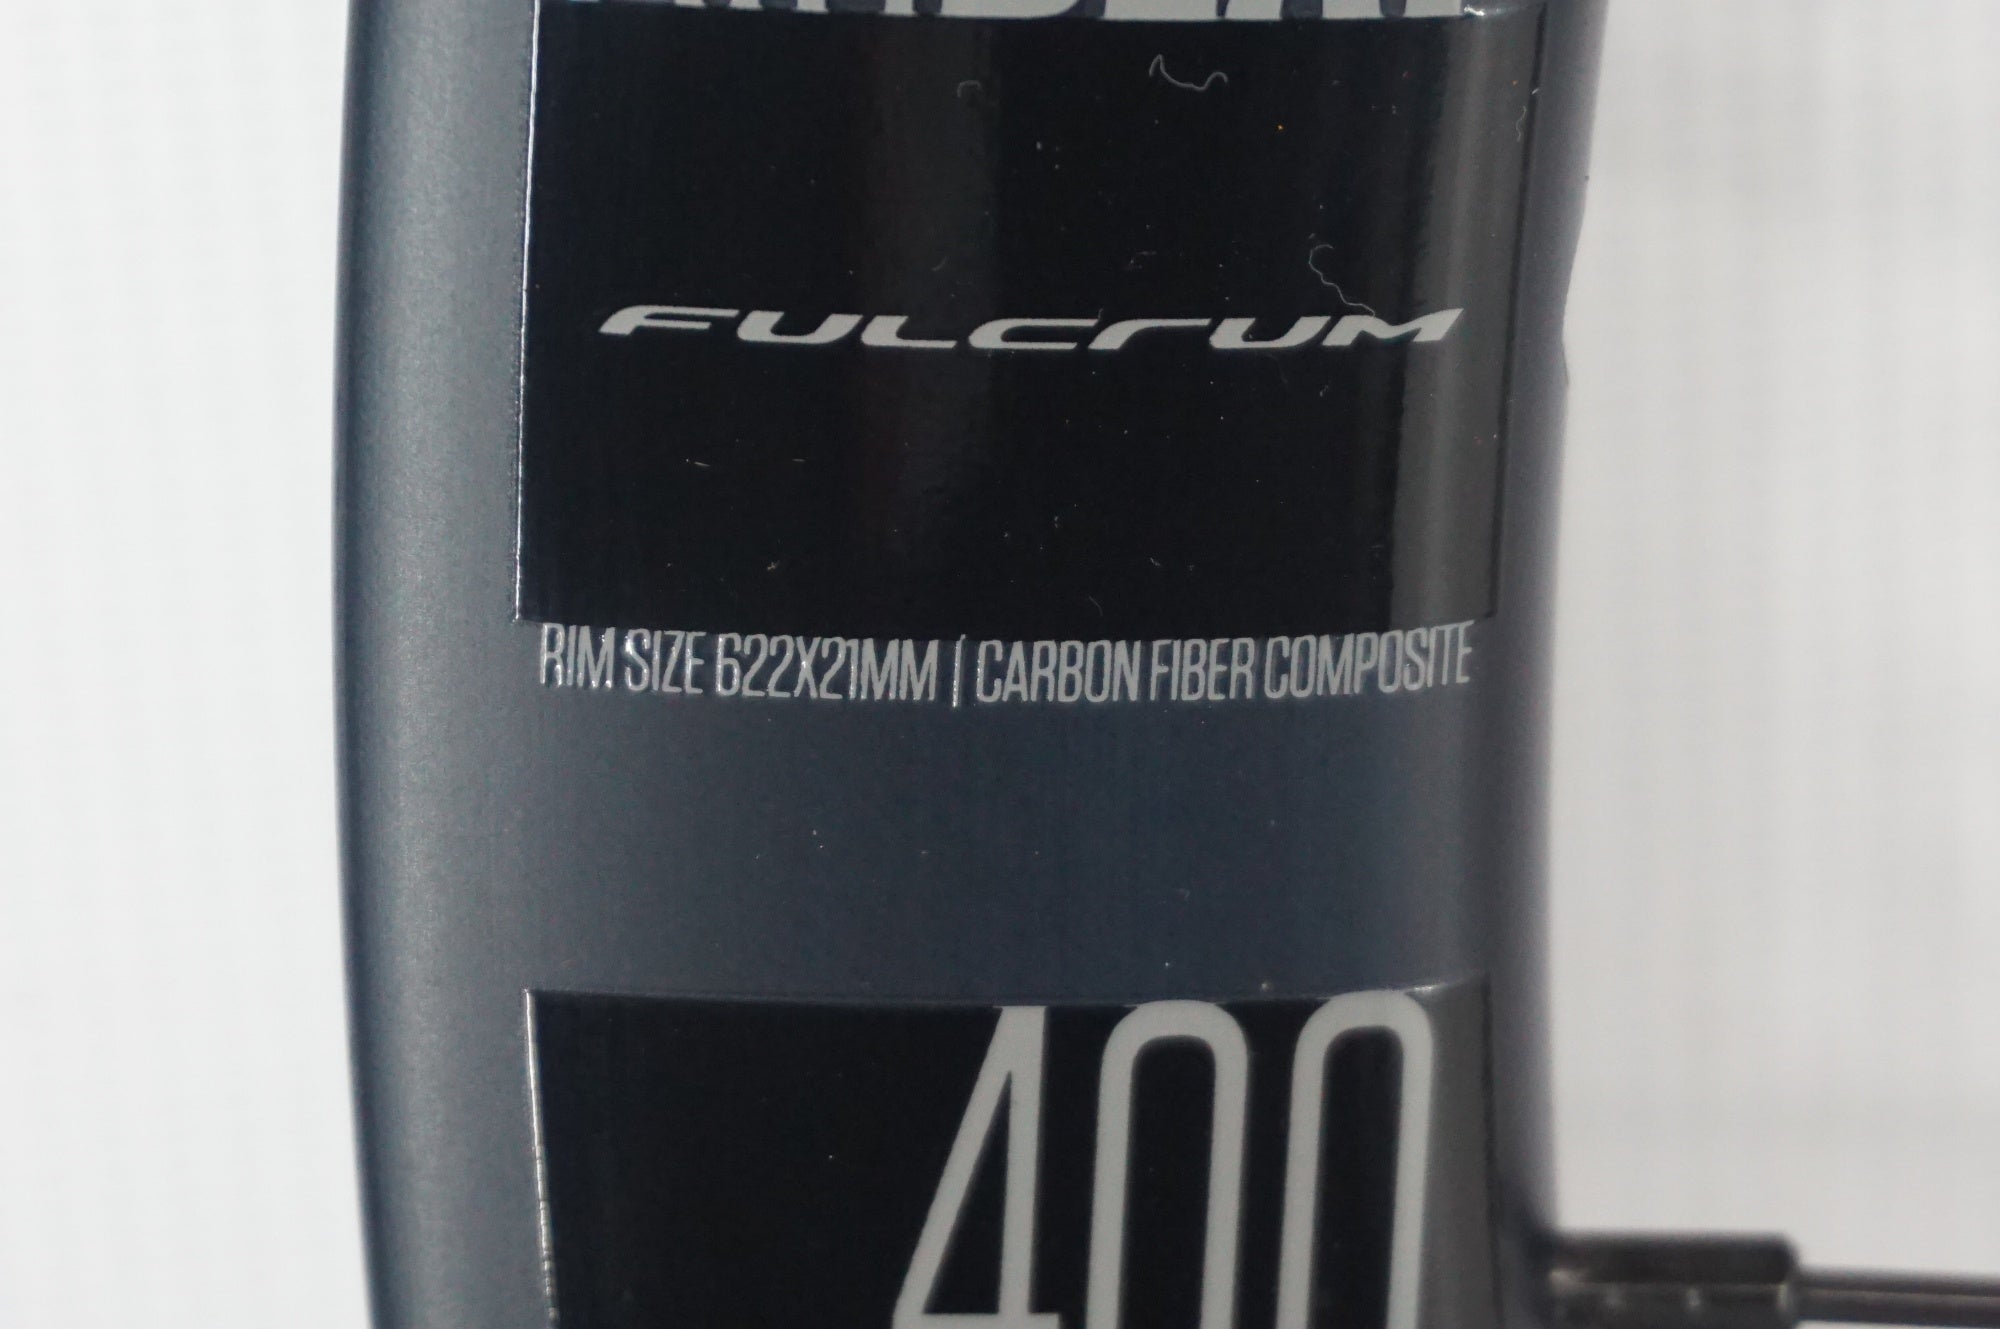 FULCRUM
RIM SIZE 622X21MM | CARBON FIBER COMPOSITE
400